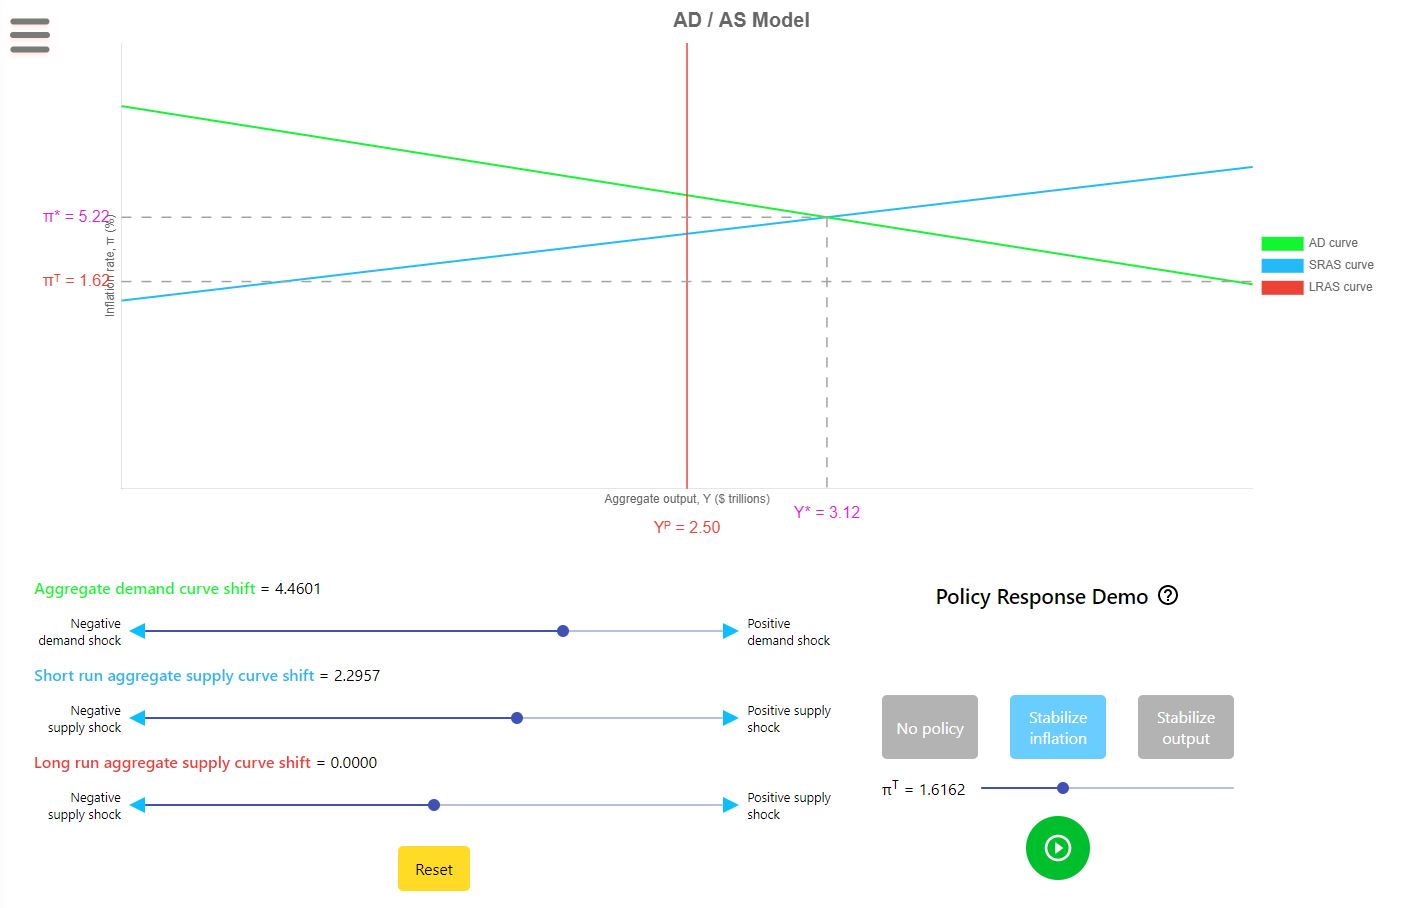 AD / AS Model
π* = 5.22
πᵀ = 1.62
Inflation rate, π (%)
AD curve
SRAS curve
LRAS curve
Aggregate output, Y ($ trillions)
Y* = 3.12
Yᴾ = 2.50
Aggregate demand curve shift = 4.4601
Negative
demand shock
Positive
demand shock
Short run aggregate supply curve shift = 2.2957
Negative
supply shock
Positive supply
shock
Long run aggregate supply curve shift = 0.0000
Negative
supply shock
Positive supply
shock
Reset
Policy Response Demo ?
No policy
Stabilize
inflation
Stabilize
output
πᵀ = 1.6162